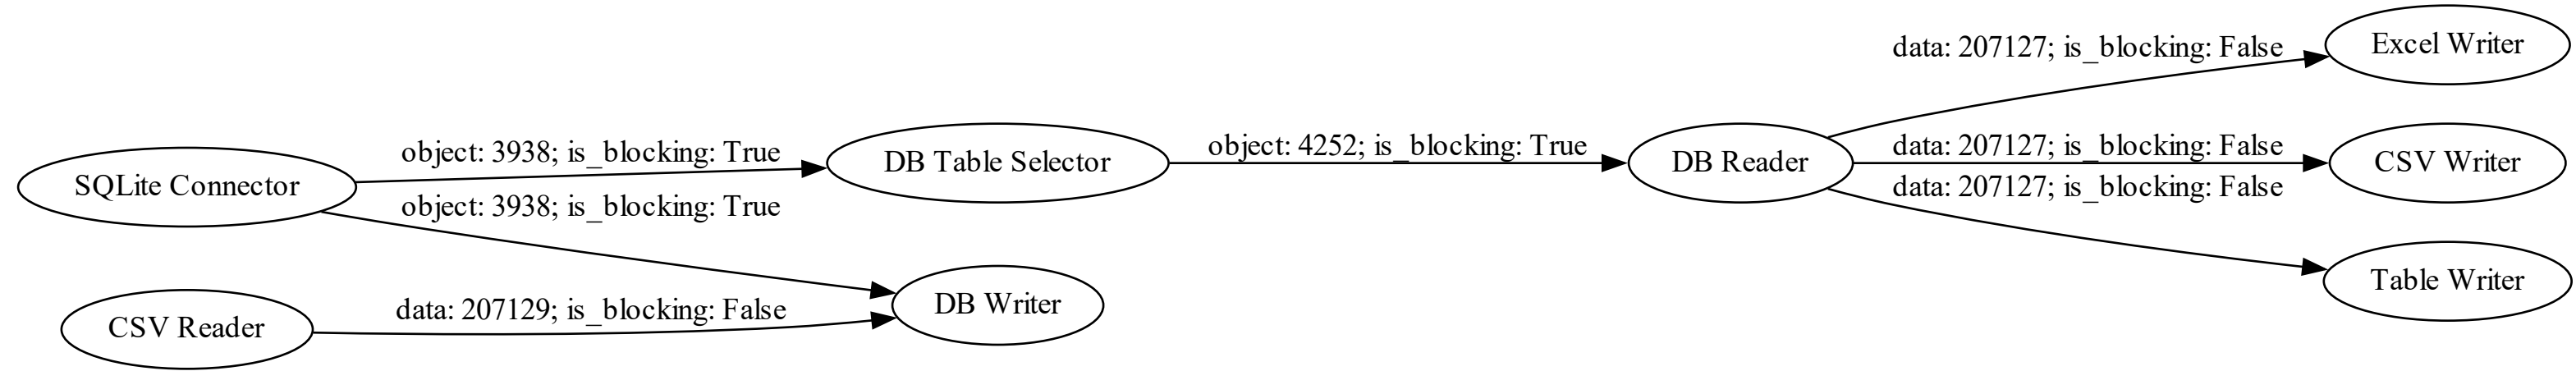 data: 207127; is_blocking: False
Excel Writer
object: 3938; is_blocking: True
DB Table Selector
object: 4252; is_blocking: True
DB Reader
data: 207127; is_blocking: False
CSV Writer
SQLite Connector
object: 3938; is_blocking: True
data: 207127; is_blocking: False
Table Writer
CSV Reader
data: 207129; is_blocking: False
DB Writer